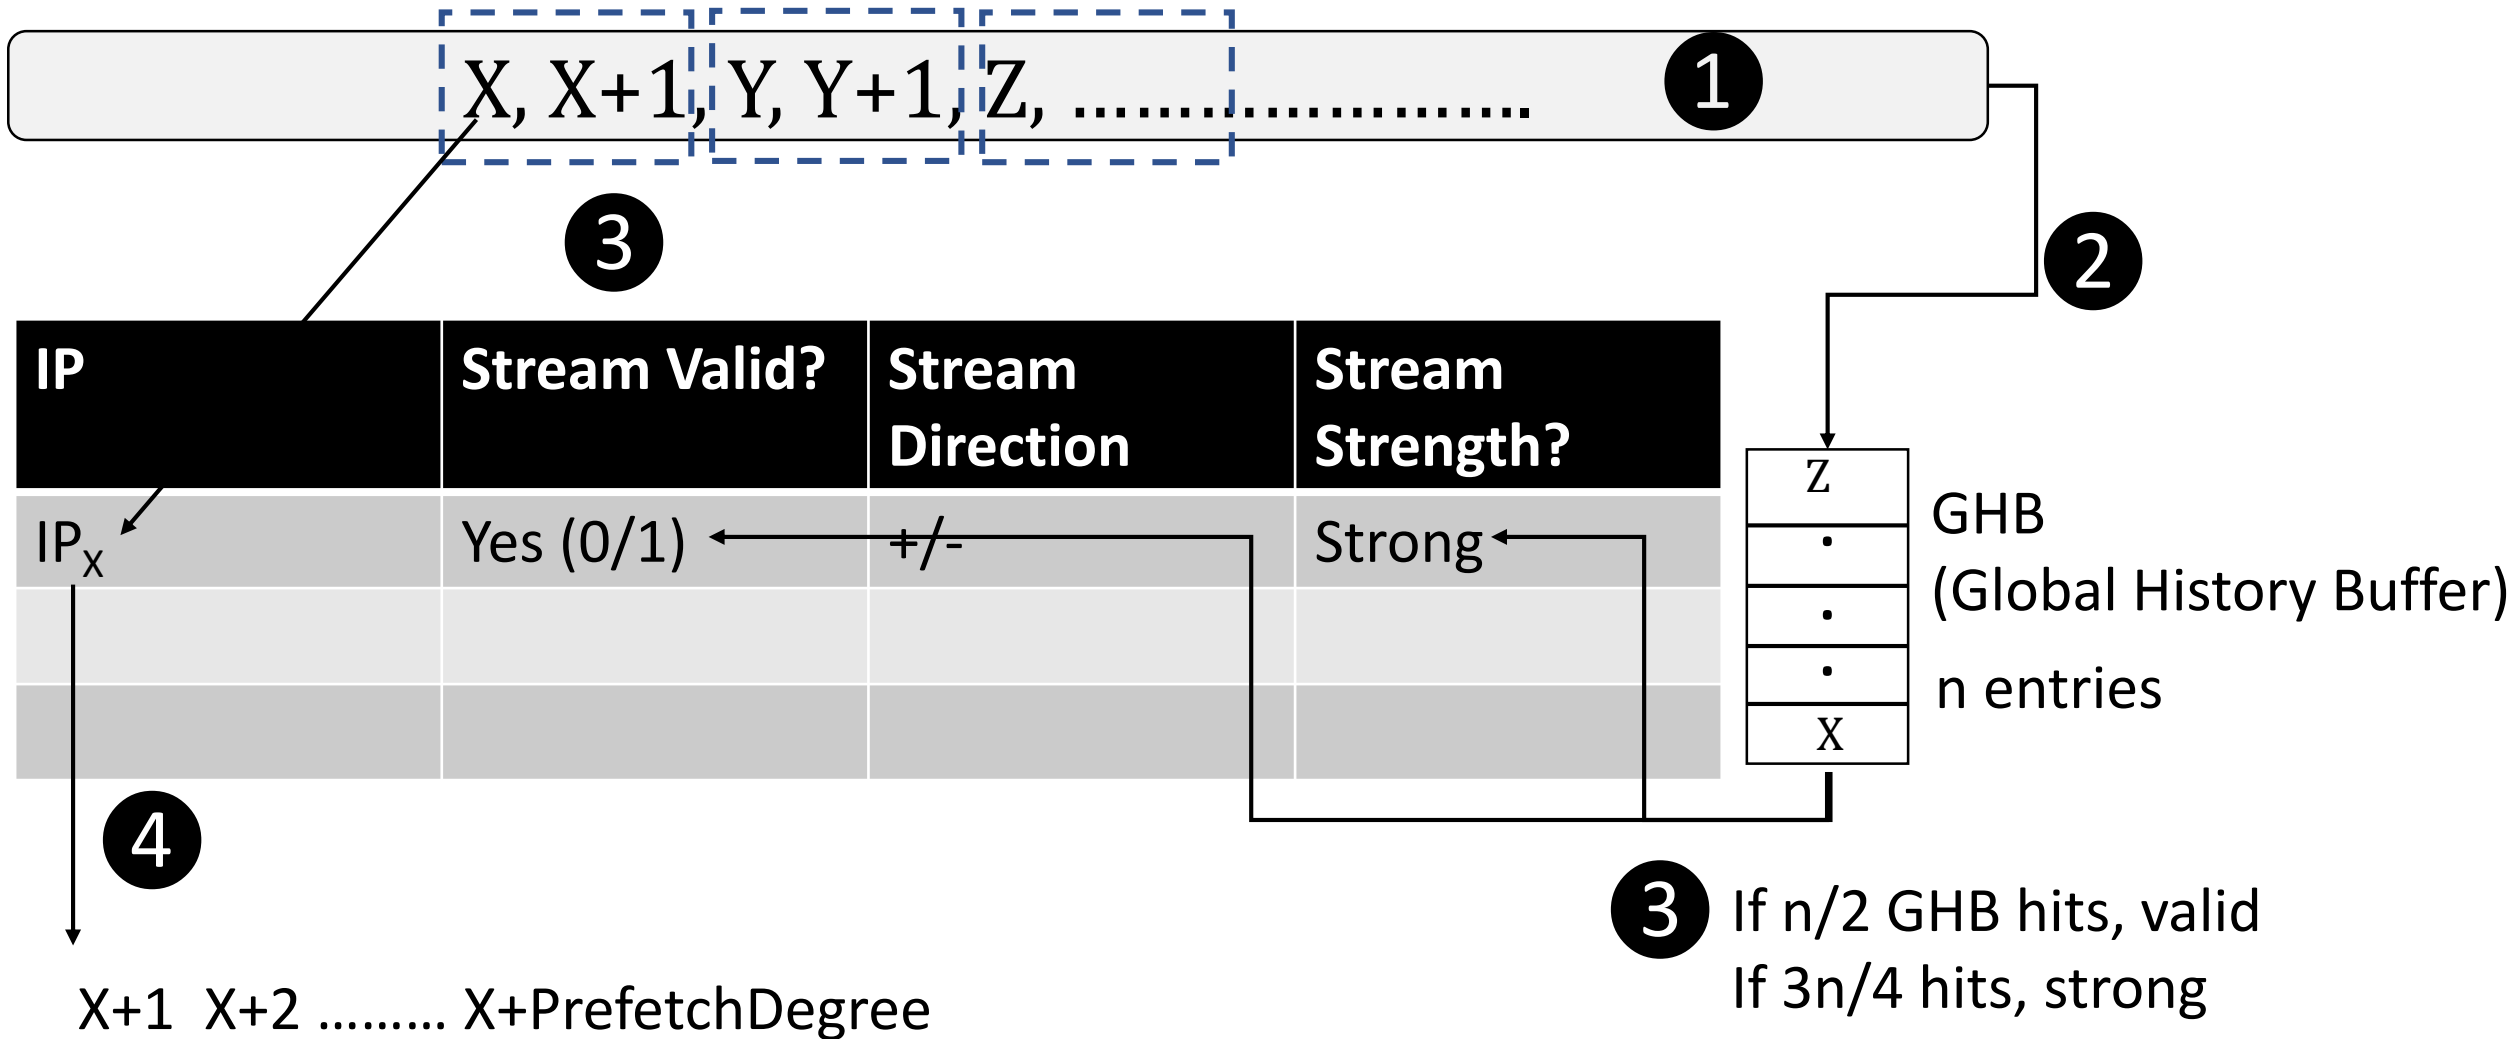 X, X+1, Y, Y+1, Z, ........................
1
2
3
IP Stream Valid? Stream Direction Stream Strength?
IPX Yes (0/1) +/- Strong
Z
.
.
.
X
GHB
(Global History Buffer)
n entries
4
3
If n/2 GHB hits, valid
If 3n/4 hits, strong
X+1 X+2 ......... X+PrefetchDegree